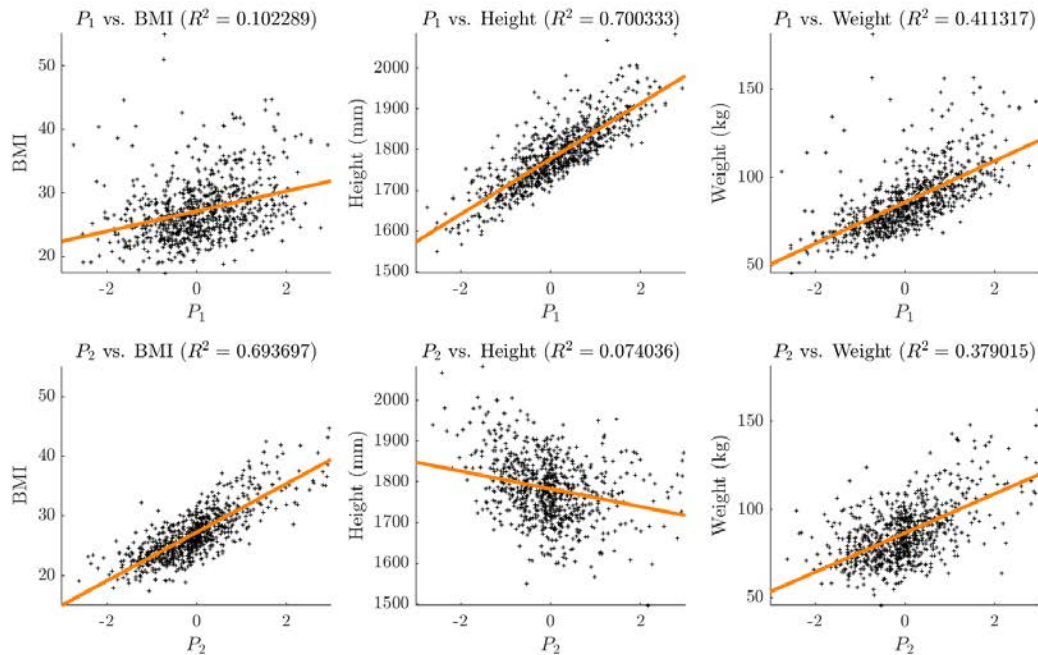 P₁ vs. BMI (R² = 0.102289)
BMI
50
40
30
20
-2 0 2
P₁
P₁ vs. Height (R² = 0.700333)
Height (mm)
2000
1900
1800
1700
1600
1500
-2 0 2
P₁
P₁ vs. Weight (R² = 0.411317)
Weight (kg)
150
100
50
-2 0 2
P₁
P₂ vs. BMI (R² = 0.693697)
BMI
50
40
30
20
-2 0 2
P₂
P₂ vs. Height (R² = 0.074036)
Height (mm)
2000
1900
1800
1700
1600
1500
-2 0 2
P₂
P₂ vs. Weight (R² = 0.379015)
Weight (kg)
150
100
50
-2 0 2
P₂